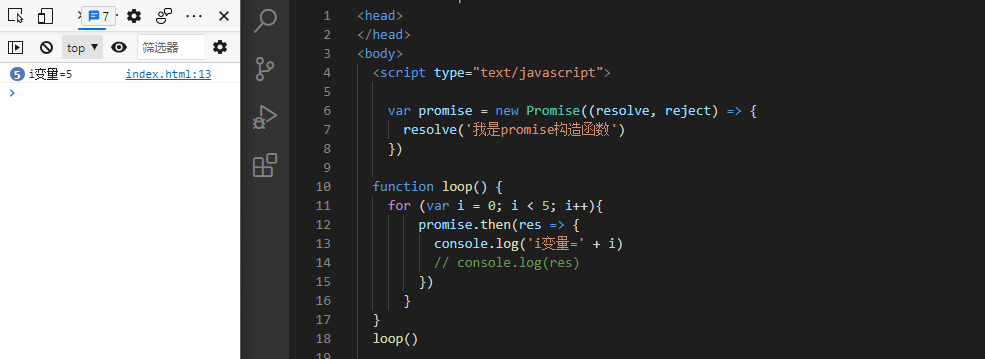 7
top ▼
筛选器
5 i变量=5 index.html:13
>
1 <head>
2 </head>
3 <body>
4 <script type="text/javascript">
5
6 var promise = new Promise((resolve, reject) => {
7 resolve('我是promise构造函数')
8 })
9
10 function loop() {
11 for (var i = 0; i < 5; i++){
12 promise.then(res => {
13 console.log('i变量=' + i)
14 // console.log(res)
15 })
16 }
17 }
18 loop()